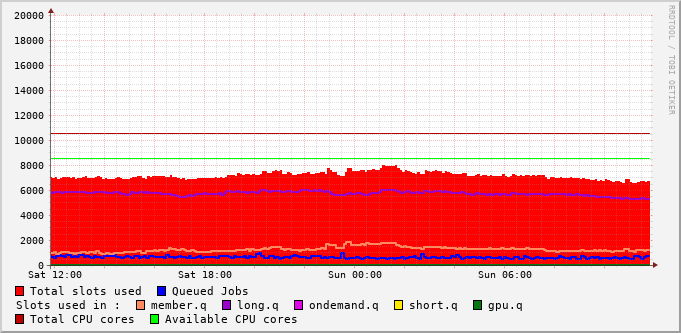 20000
18000
16000
14000
12000
10000
8000
6000
4000
2000
0
Sat 12:00 Sat 18:00 Sun 00:00 Sun 06:00
RRDTOOL / TOBI OETIKER
Total slots used Queued Jobs
Slots used in : member.q long.q ondemand.q short.q gpu.q
Total CPU cores Available CPU cores